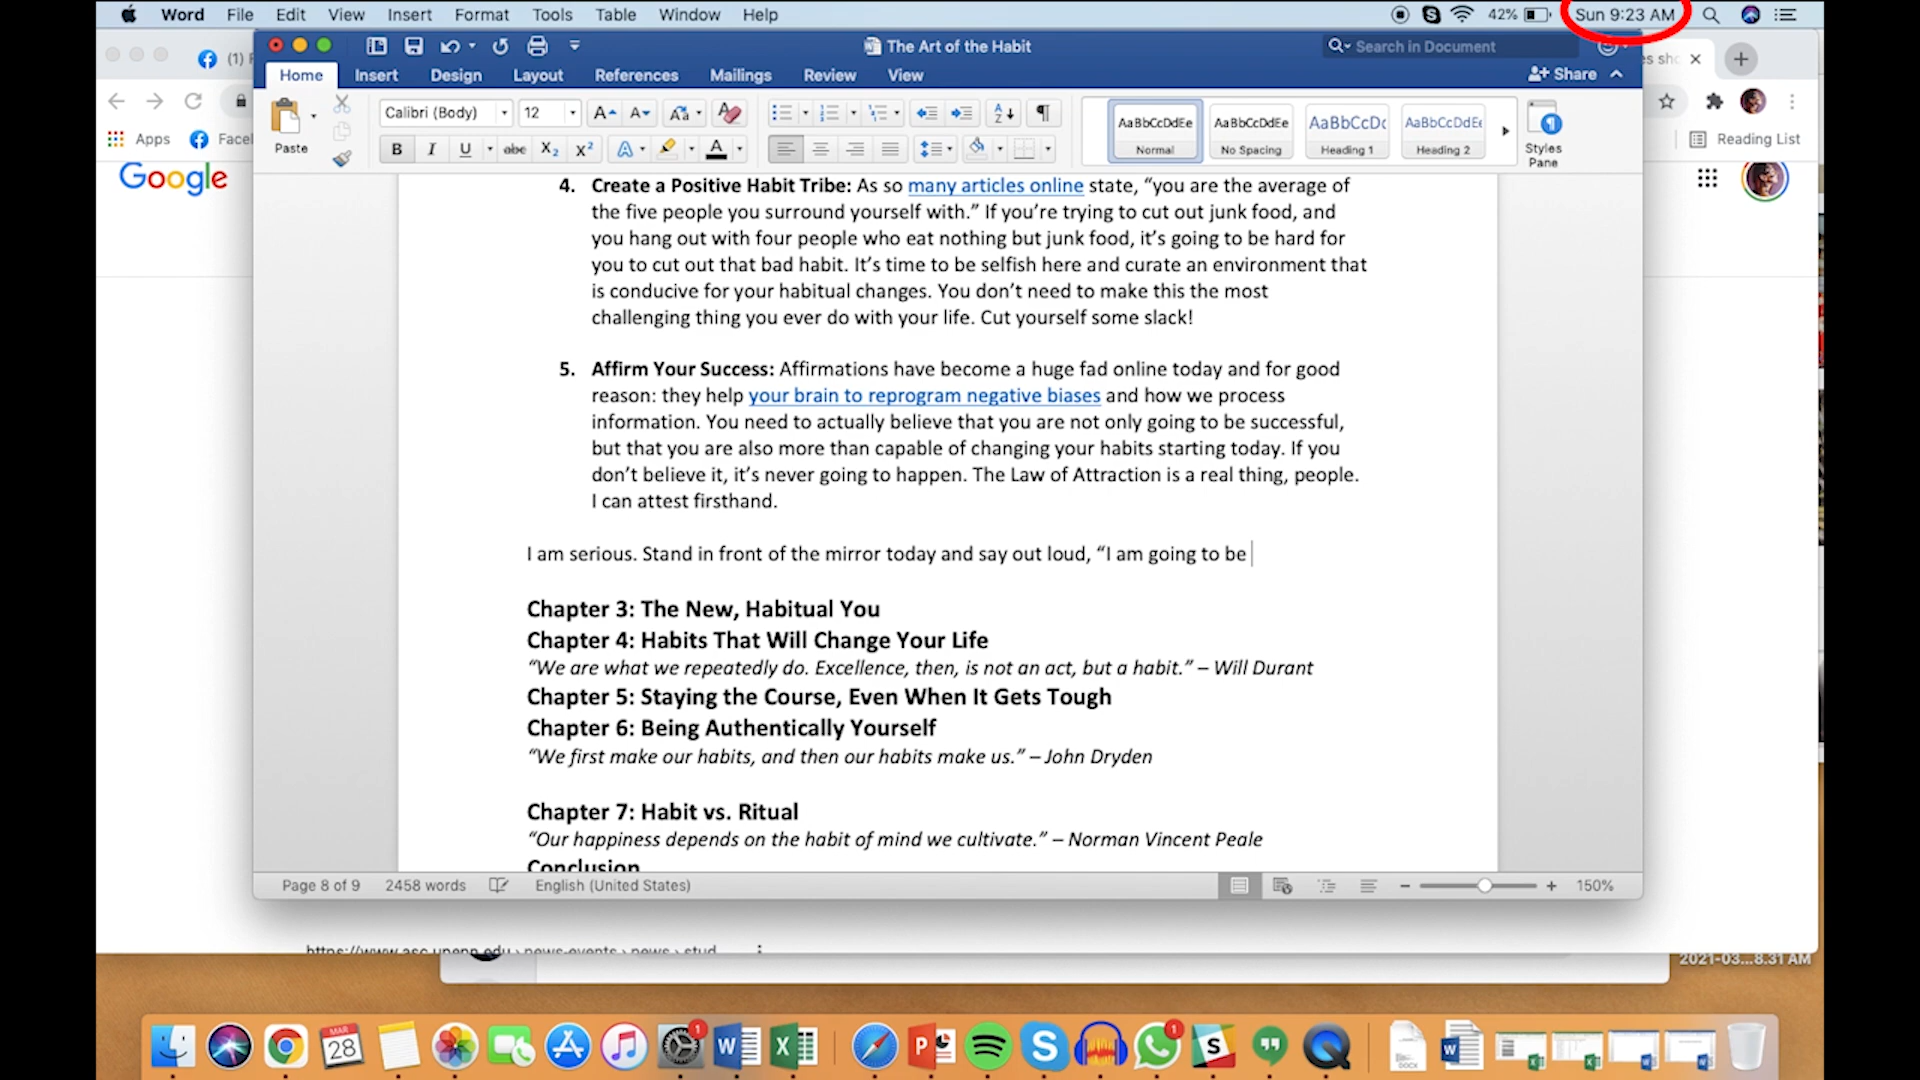 Word File Edit View Insert Format Tools Table Window Help 42% Sun 9:23 AM
The Art of the Habit Search in Document
(1)
Home Insert Design Layout References Mailings Review View Share
Calibri (Body) 12
AaBbCcDdEe AaBbCcDdEe AaBbCcDc AaBbCcDdEe
Paste Normal No Spacing Heading 1 Heading 2 Styles Pane
Apps Facel Reading List
Google
4. Create a Positive Habit Tribe: As so many articles online state, “you are the average of
the five people you surround yourself with.” If you’re trying to cut out junk food, and
you hang out with four people who eat nothing but junk food, it’s going to be hard for
you to cut out that bad habit. It’s time to be selfish here and curate an environment that
is conducive for your habitual changes. You don’t need to make this the most
challenging thing you ever do with your life. Cut yourself some slack!
5. Affirm Your Success: Affirmations have become a huge fad online today and for good
reason: they help your brain to reprogram negative biases and how we process
information. You need to actually believe that you are not only going to be successful,
but that you are also more than capable of changing your habits starting today. If you
don’t believe it, it’s never going to happen. The Law of Attraction is a real thing, people.
I can attest firsthand.
I am serious. Stand in front of the mirror today and say out loud, “I am going to be
Chapter 3: The New, Habitual You
Chapter 4: Habits That Will Change Your Life
“We are what we repeatedly do. Excellence, then, is not an act, but a habit.” – Will Durant
Chapter 5: Staying the Course, Even When It Gets Tough
Chapter 6: Being Authentically Yourself
“We first make our habits, and then our habits make us.” – John Dryden
Chapter 7: Habit vs. Ritual
“Our happiness depends on the habit of mind we cultivate.” – Norman Vincent Peale
Conclusion
Page 8 of 9 2458 words English (United States) 150%
https://www.asc.upenn.edu › news-events › news › stud...
2021-03...8.31 AM
MAR
28